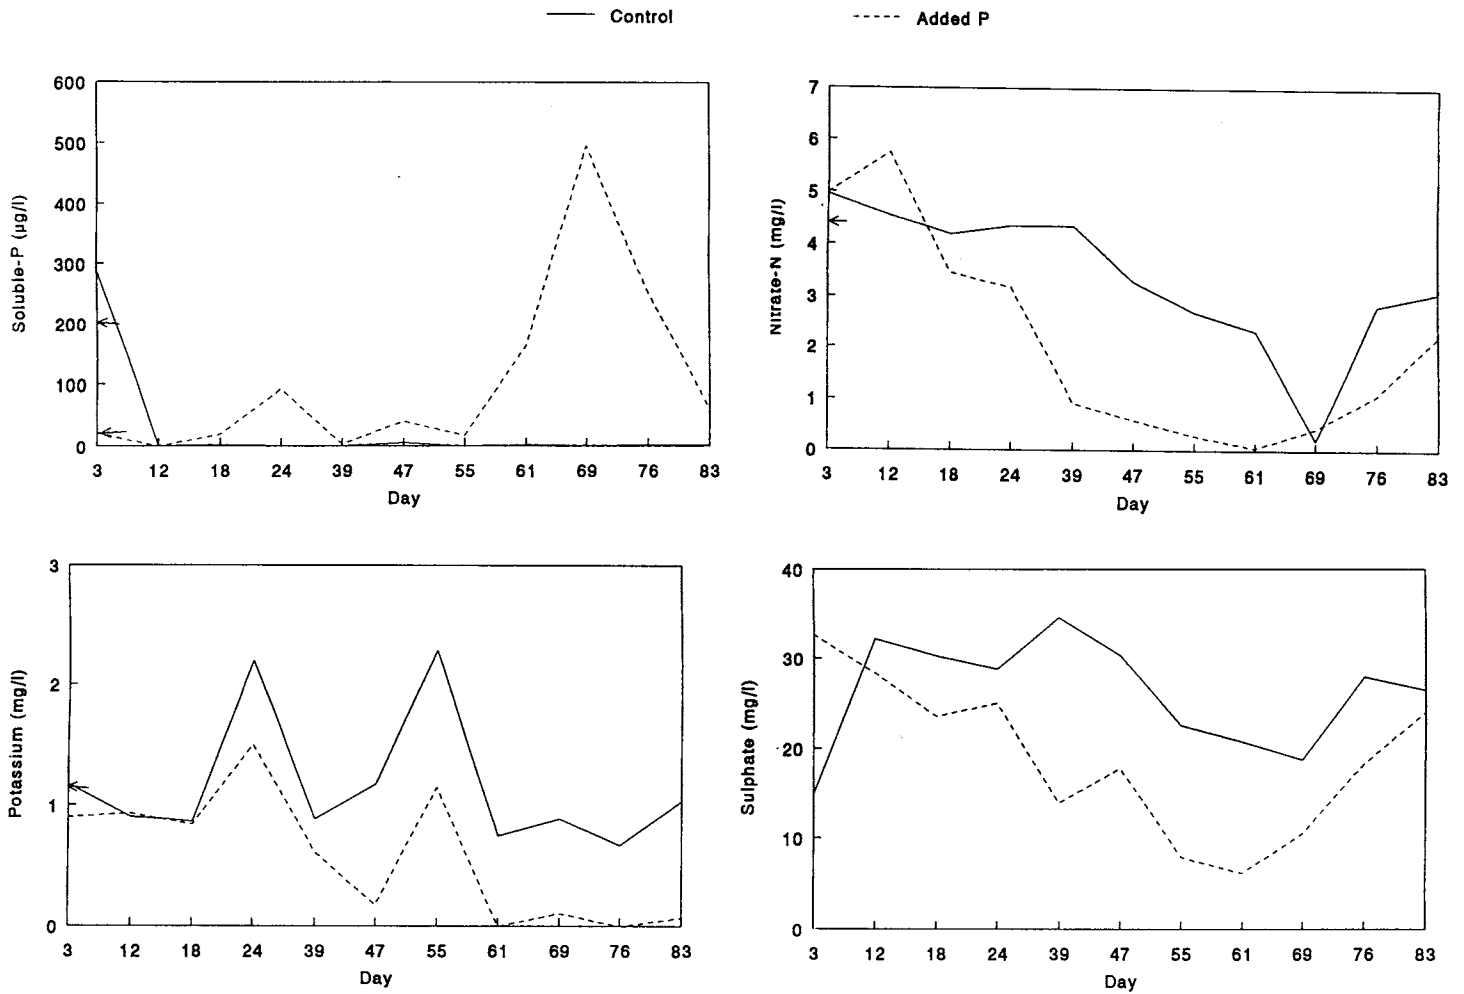 Control
Added P
600
500
400
300
200
100
0
Soluble-P (µg/l)
3 12 18 24 39 47 55 61 69 76 83
Day
7
6
5
4
3
2
1
0
Nitrate-N (mg/l)
3 12 18 24 39 47 55 61 69 76 83
Day
3
2
1
0
Potassium (mg/l)
3 12 18 24 39 47 55 61 69 76 83
Day
40
30
20
10
0
Sulphate (mg/l)
3 12 18 24 39 47 55 61 69 76 83
Day